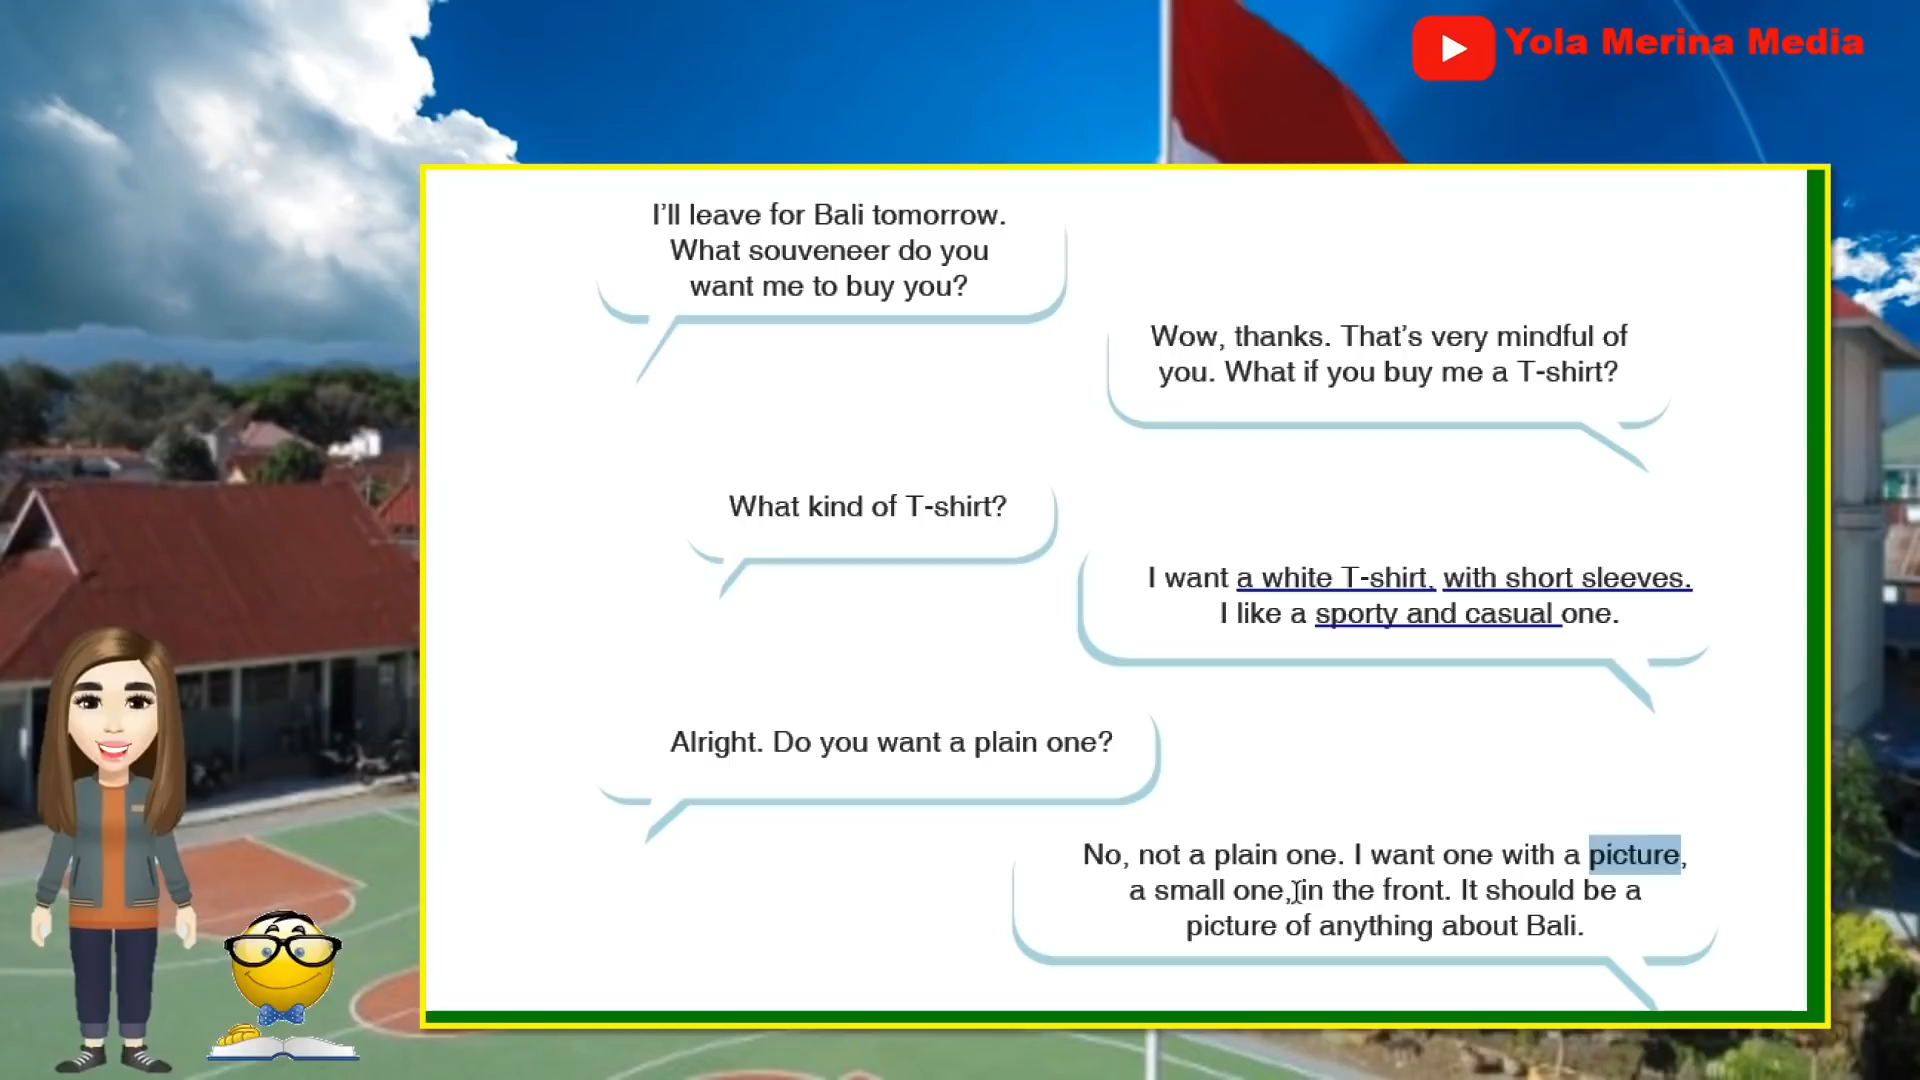 Yola Merina Media
I'll leave for Bali tomorrow.
What souveneer do you
want me to buy you?
Wow, thanks. That's very mindful of
you. What if you buy me a T-shirt?
What kind of T-shirt?
I want a white T-shirt, with short sleeves.
I like a sporty and casual one.
Alright. Do you want a plain one?
No, not a plain one. I want one with a picture,
a small one, in the front. It should be a
picture of anything about Bali.